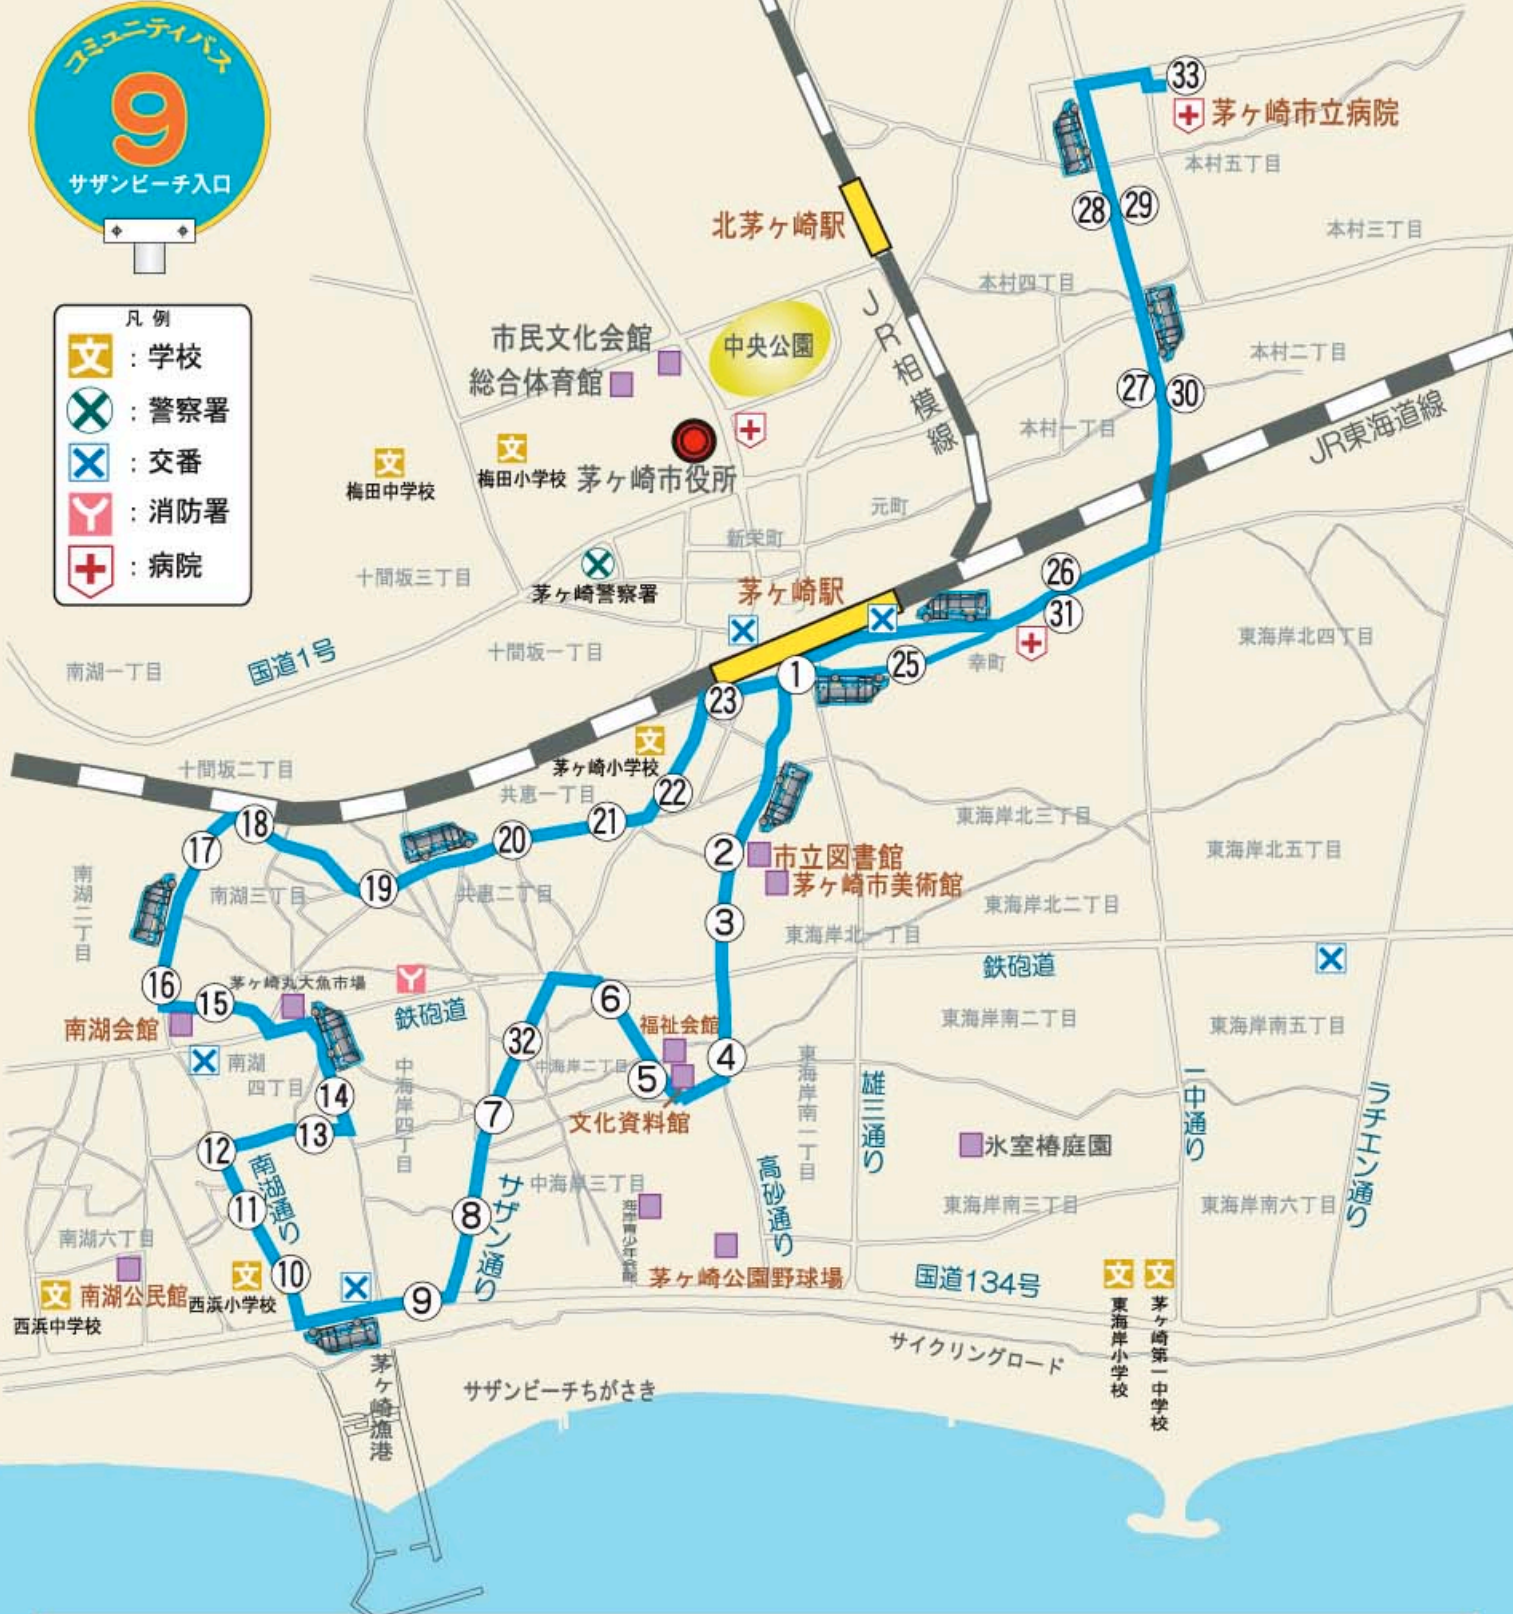 コミュニティバス
9
サザンビーチ入口
凡 例
文 : 学校
: 警察署
: 交番
: 消防署
: 病院
33
茅ヶ崎市立病院
本村五丁目
28
29
北茅ヶ崎駅
本村三丁目
本村四丁目
JR相模線
市民文化会館
中央公園
総合体育館
本村二丁目
27
30
JR東海道線
本村一丁目
文
文
梅田中学校
梅田小学校
茅ヶ崎市役所
元町
新栄町
十間坂三丁目
茅ヶ崎警察署
茅ヶ崎駅
26
31
東海岸北四丁目
国道1号
南湖一丁目
十間坂一丁目
幸町
25
1
23
文
茅ヶ崎小学校
十間坂二丁目
共恵一丁目
22
21
20
18
17
19
東海岸北三丁目
2
市立図書館
茅ヶ崎市美術館
東海岸北五丁目
南湖二丁目
南湖三丁目
共恵二丁目
東海岸北二丁目
3
東海岸北一丁目
鉄砲道
16
15
茅ヶ崎丸大魚市場
鉄砲道
6
南湖会館
32
福祉会館
東海岸南二丁目
東海岸南五丁目
南湖
四丁目
中海岸二丁目
4
5
文化資料館
14
13
12
7
中海岸四丁目
東海岸南一丁目
雄三通り
一中通り
ラチエン通り
氷室椿庭園
南湖通り
11
8
サザン通り
中海岸三丁目
海岸青少年会館
高砂通り
東海岸南三丁目
東海岸南六丁目
南湖六丁目
10
9
文
南湖公民館
文
西浜小学校
西浜中学校
茅ヶ崎公園野球場
国道134号
文
文
東海岸小学校
茅ヶ崎第一中学校
サイクリングロード
サザンビーチちがさき
茅ヶ崎漁港